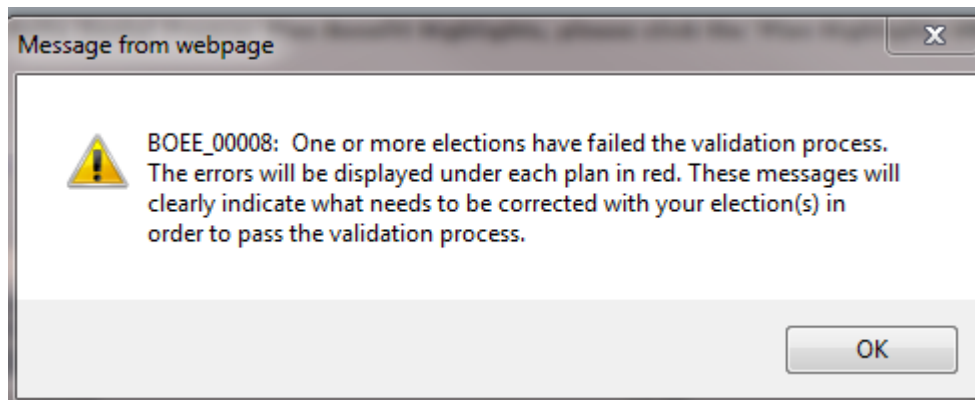 Message from webpage
BOEE_00008:  One or more elections have failed the validation process.
The errors will be displayed under each plan in red. These messages will
clearly indicate what needs to be corrected with your election(s) in
order to pass the validation process.
OK